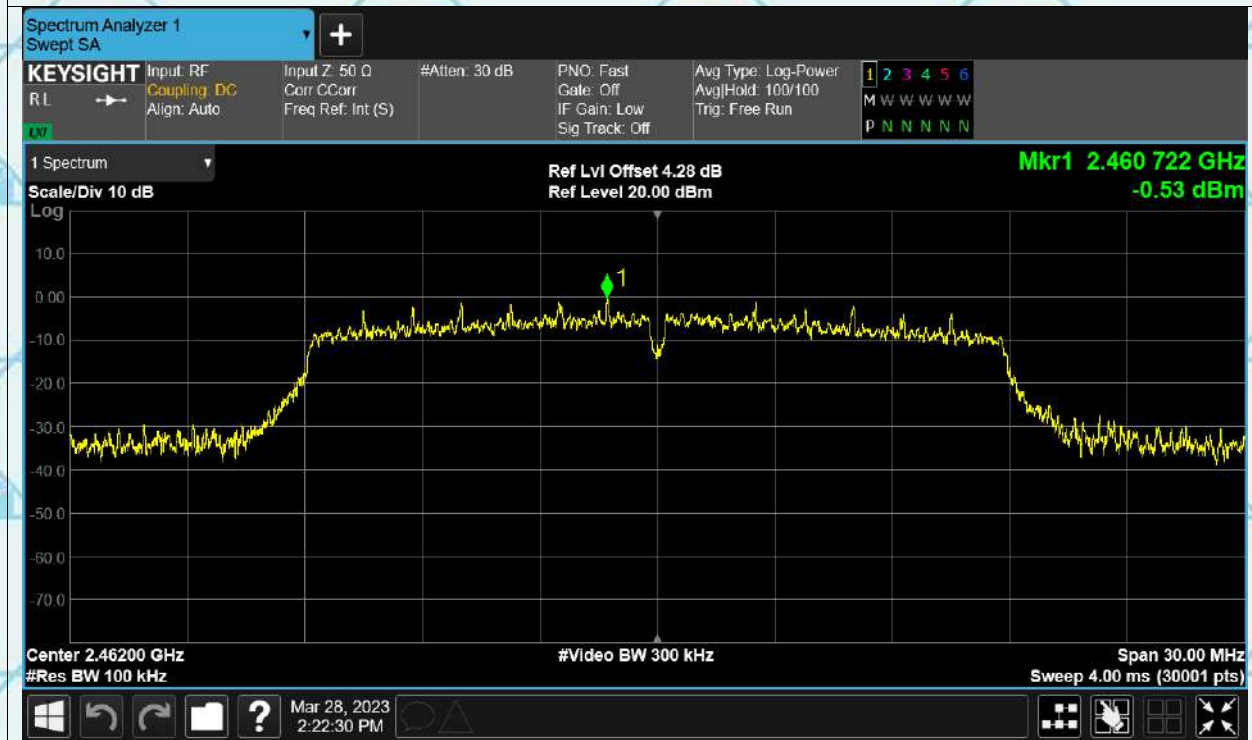 Spectrum Analyzer 1
Swept SA
+
KEYSIGHT
RL
LXI
Input: RF
Coupling: DC
Align: Auto
Input Z: 50 Ω
Corr CCorr
Freq Ref: Int (S)
#Atten: 30 dB
PNO: Fast
Gate: Off
IF Gain: Low
Sig Track: Off
Avg Type: Log-Power
Avg|Hold: 100/100
Trig: Free Run
1 2 3 4 5 6
M W W W W W
P N N N N N
1 Spectrum
Scale/Div 10 dB
Ref Lvl Offset 4.28 dB
Ref Level 20.00 dBm
Mkr1 2.460 722 GHz
-0.53 dBm
Log
10.0
0.00
-10.0
-20.0
-30.0
-40.0
-50.0
-60.0
-70.0
1
Center 2.46200 GHz
#Res BW 100 kHz
#Video BW 300 kHz
Span 30.00 MHz
Sweep 4.00 ms (30001 pts)
?
Mar 28, 2023
2:22:30 PM